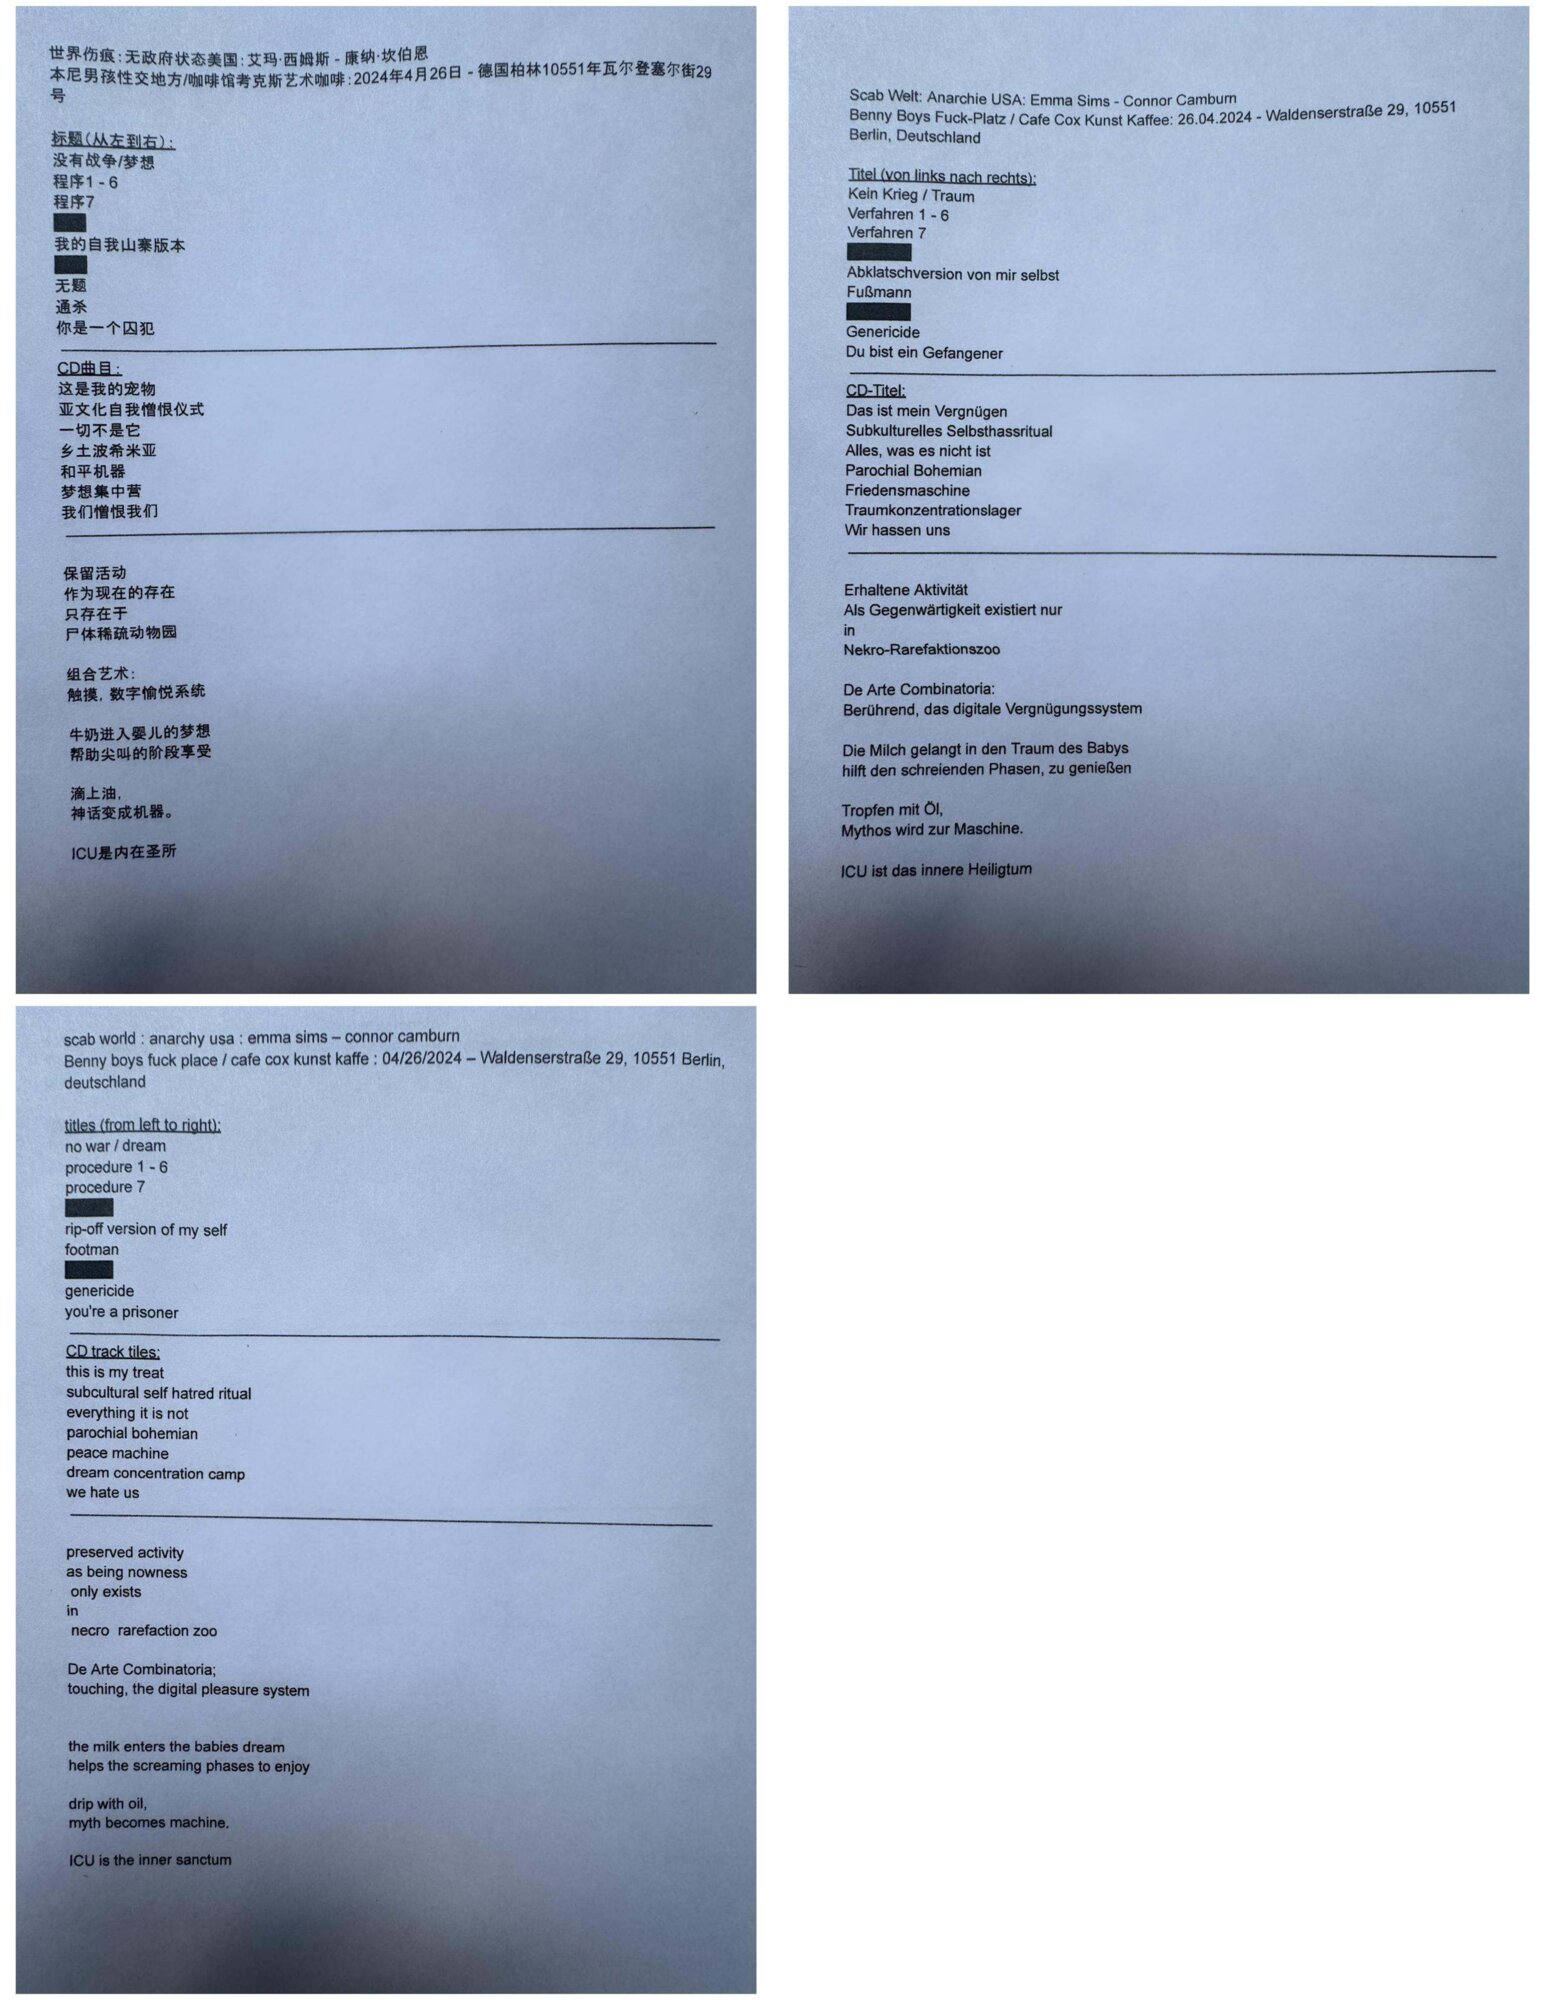 世界伤痕：无政府状态美国：艾玛·西姆斯 - 康纳·坎伯恩
本尼男孩性交地方/咖啡馆考克斯艺术咖啡：2024年4月26日 - 德国柏林10551年瓦尔登塞尔街29
号
标题（从左到右）：
没有战争/梦想
程序1 - 6
程序7
我的自我山寨版本
无题
通杀
你是一个囚犯
CD曲目：
这是我的宠物
亚文化自我憎恨仪式
一切不是它
乡土波希米亚
和平机器
梦想集中营
我们憎恨我们
保留活动
作为现在的存在
只存在于
尸体稀疏动物园
组合艺术：
触摸, 数字愉悦系统
牛奶进入婴儿的梦想
帮助尖叫的阶段享受
滴上油,
神话变成机器。
ICU是内在圣所
Scab Welt: Anarchie USA: Emma Sims - Connor Camburn
Benny Boys Fuck-Platz / Cafe Cox Kunst Kaffee: 26.04.2024 - Waldenserstraße 29, 10551
Berlin, Deutschland
Titel (von links nach rechts):
Kein Krieg / Traum
Verfahren 1 - 6
Verfahren 7
Abklatschversion von mir selbst
Fußmann
Genericide
Du bist ein Gefangener
CD-Titel:
Das ist mein Vergnügen
Subkulturelles Selbsthassritual
Alles, was es nicht ist
Parochial Bohemian
Friedensmaschine
Traumkonzentrationslager
Wir hassen uns
Erhaltene Aktivität
Als Gegenwärtigkeit existiert nur
in
Nekro-Rarefaktionszoo
De Arte Combinatoria:
Berührend, das digitale Vergnügungssystem
Die Milch gelangt in den Traum des Babys
hilft den schreienden Phasen, zu genießen
Tropfen mit Öl,
Mythos wird zur Maschine.
ICU ist das innere Heiligtum
scab world : anarchy usa : emma sims – connor camburn
Benny boys fuck place / cafe cox kunst kaffe : 04/26/2024 – Waldenserstraße 29, 10551 Berlin,
deutschland
titles (from left to right):
no war / dream
procedure 1 - 6
procedure 7
rip-off version of my self
footman
genericide
you're a prisoner
CD track tiles:
this is my treat
subcultural self hatred ritual
everything it is not
parochial bohemian
peace machine
dream concentration camp
we hate us
preserved activity
as being nowness
only exists
in
necro rarefaction zoo
De Arte Combinatoria;
touching, the digital pleasure system
the milk enters the babies dream
helps the screaming phases to enjoy
drip with oil,
myth becomes machine.
ICU is the inner sanctum